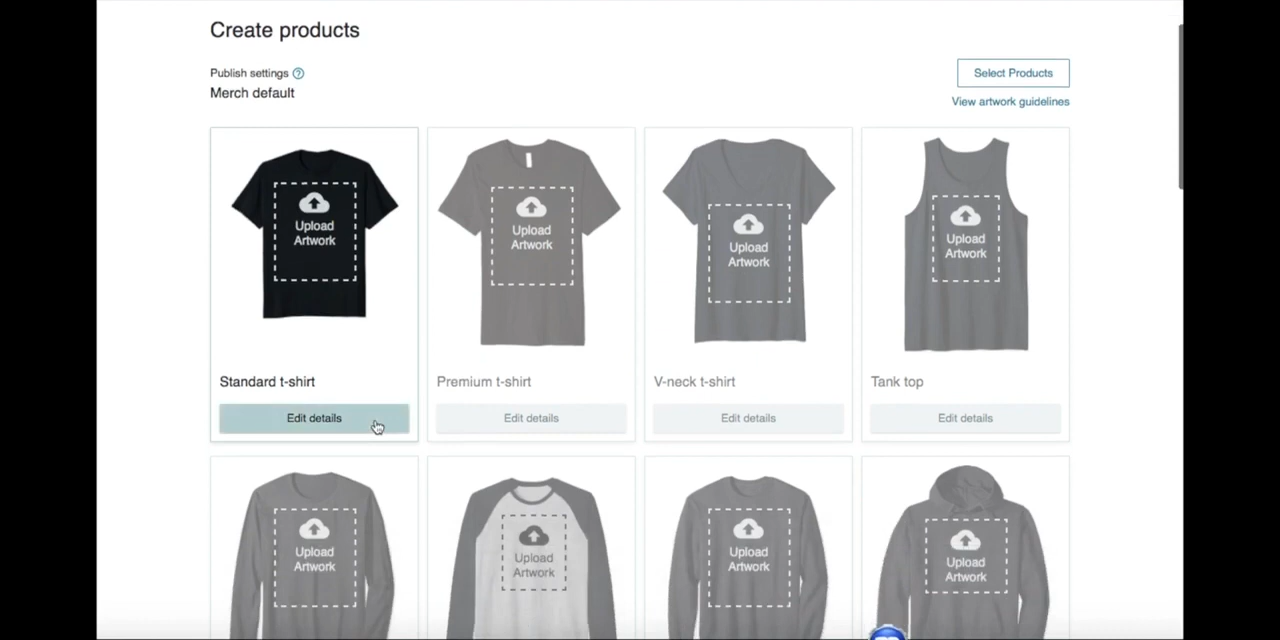 Create products
Publish settings ?
Merch default
Select Products
View artwork guidelines
Upload
Artwork
Upload
Artwork
Upload
Artwork
Upload
Artwork
Standard t-shirt
Premium t-shirt
V-neck t-shirt
Tank top
Edit details
Edit details
Edit details
Edit details
Upload
Artwork
Upload
Artwork
Upload
Artwork
Upload
Artwork